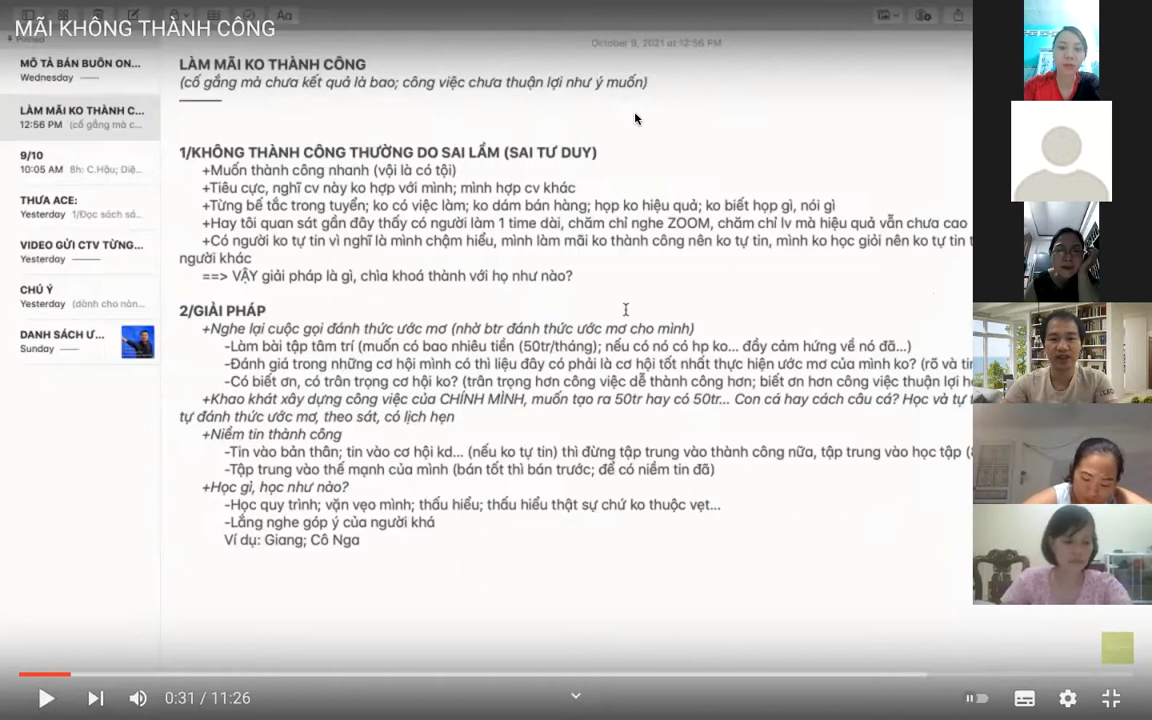 MÃI KHÔNG THÀNH CÔNG
Aa
Pinned
MÔ TẢ BÁN BUÔN ON...
Wednesday
LÀM MÃI KO THÀNH C...
12:56 PM (cố gắng mà c...
9/10
10:05 AM 8h: C.Hậu; Diệ...
THƯA ACE:
Yesterday 1/Đọc sách sá...
VIDEO GỬI CTV TỪNG...
Yesterday
CHÚ Ý
Yesterday (dành cho nòn...
DANH SÁCH Ư...
Sunday
October 9, 2021 at 12:56 PM
LÀM MÃI KO THÀNH CÔNG
(cố gắng mà chưa kết quả là bao; công việc chưa thuận lợi như ý muốn)
1/KHÔNG THÀNH CÔNG THƯỜNG DO SAI LẦM (SAI TƯ DUY)
+Muốn thành công nhanh (vội là có tội)
+Tiêu cực, nghĩ cv này ko hợp với mình; mình hợp cv khác
+Từng bế tắc trong tuyển; ko có việc làm; ko dám bán hàng; họp ko hiệu quả; ko biết họp gì, nói gì
+Hay tôi quan sát gần đây thấy có người làm 1 time dài, chăm chỉ nghe ZOOM, chăm chỉ lv mà hiệu quả vẫn chưa cao
+Có người ko tự tin vì nghĩ là mình chậm hiểu, mình làm mãi ko thành công nên ko tự tin, mình ko học giỏi nên ko tự tin
người khác
==> VẬY giải pháp là gì, chìa khoá thành với họ như nào?
2/GIẢI PHÁP
+Nghe lại cuộc gọi đánh thức ước mơ (nhờ btr đánh thức ước mơ cho mình)
-Làm bài tập tâm trí (muốn có bao nhiêu tiền (50tr/tháng); nếu có nó có hp ko... đầy cảm hứng về nó đã...)
-Đánh giá trong những cơ hội mình có thì liệu đây có phải là cơ hội tốt nhất thực hiện ước mơ của mình ko? (rõ và
-Có biết ơn, có trân trọng cơ hội ko? (trân trọng hơn công việc dễ thành công hơn; biết ơn hơn công việc thuận lợi
+Khao khát xây dựng công việc của CHÍNH MÌNH, muốn tạo ra 50tr hay có 50tr... Con cá hay cách câu cá? Học và tự
tự đánh thức ước mơ, theo sát, có lịch hẹn
+Niềm tin thành công
-Tin vào bản thân; tin vào cơ hội kd... (nếu ko tự tin) thì đừng tập trung vào thành công nữa, tập trung vào học tập
-Tập trung vào thế mạnh của mình (bán tốt thì bán trước; để có niềm tin đã)
+Học gì, học như nào?
-Học quy trình; vặn vẹo mình; thấu hiểu; thấu hiểu thật sự chứ ko thuộc vẹt...
-Lắng nghe góp ý của người khá
Ví dụ: Giang; Cô Nga
0:31 / 11:26